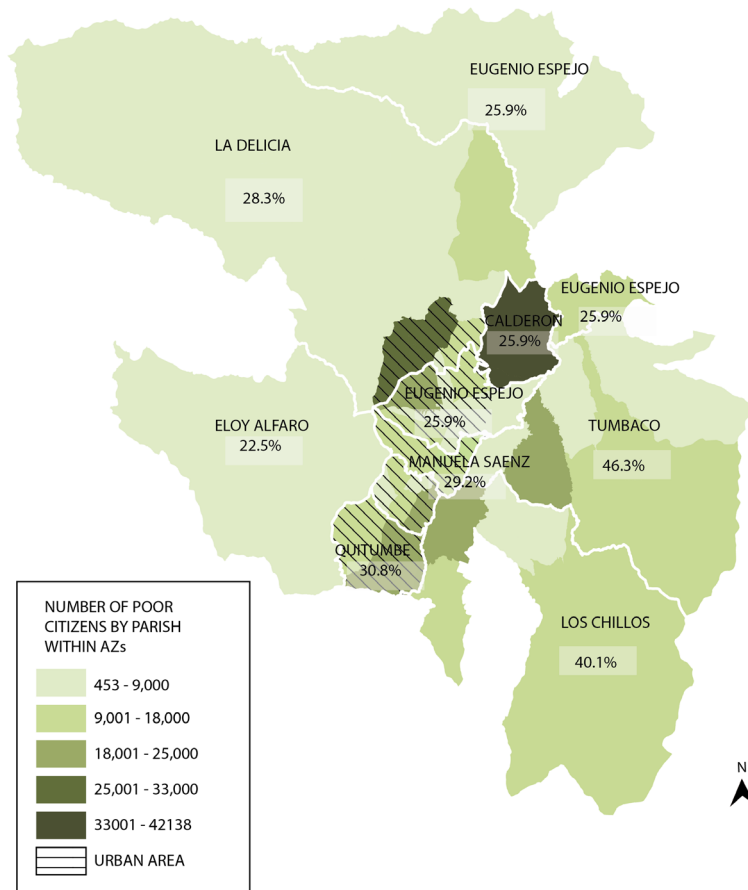 EUGENIO ESPEJO
25.9%
LA DELICIA
28.3%
EUGENIO ESPEJO
25.9%
CALDERON
25.9%
EUGENIO ESPEJO
25.9%
ELOY ALFARO
22.5%
TUMBACO
46.3%
MANUELA SAENZ
29.2%
QUITUMBE
30.8%
LOS CHILLOS
40.1%
NUMBER OF POOR
CITIZENS BY PARISH
WITHIN AZs
453 - 9,000
9,001 - 18,000
18,001 - 25,000
25,001 - 33,000
33001 - 42138
URBAN AREA
N